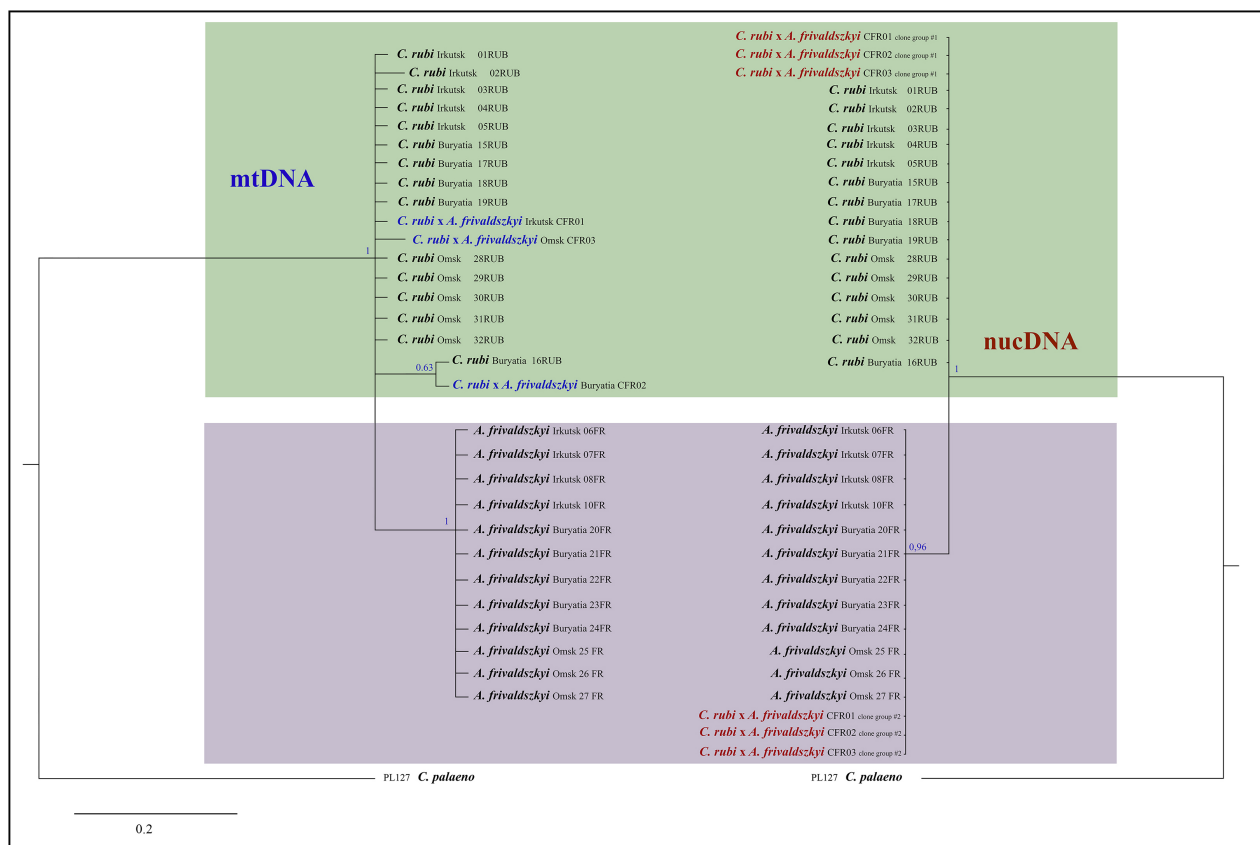 mtDNA
C. rubi Irkutsk 01RUB
C. rubi Irkutsk 02RUB
C. rubi Irkutsk 03RUB
C. rubi Irkutsk 04RUB
C. rubi Irkutsk 05RUB
C. rubi Buryatia 15RUB
C. rubi Buryatia 17RUB
C. rubi Buryatia 18RUB
C. rubi Buryatia 19RUB
C. rubi x A. frivaldszkyi Irkutsk CFR01
C. rubi x A. frivaldszkyi Omsk CFR03
1
C. rubi Omsk 28RUB
C. rubi Omsk 29RUB
C. rubi Omsk 30RUB
C. rubi Omsk 31RUB
C. rubi Omsk 32RUB
C. rubi Buryatia 16RUB
0.63
C. rubi x A. frivaldszkyi Buryatia CFR02
A. frivaldszkyi Irkutsk 06FR
A. frivaldszkyi Irkutsk 07FR
A. frivaldszkyi Irkutsk 08FR
A. frivaldszkyi Irkutsk 10FR
1
A. frivaldszkyi Buryatia 20FR
A. frivaldszkyi Buryatia 21FR
A. frivaldszkyi Buryatia 22FR
A. frivaldszkyi Buryatia 23FR
A. frivaldszkyi Buryatia 24FR
A. frivaldszkyi Omsk 25 FR
A. frivaldszkyi Omsk 26 FR
A. frivaldszkyi Omsk 27 FR
PL127 C. palaeno
0.2
C. rubi x A. frivaldszkyi CFR01 clone group #1
C. rubi x A. frivaldszkyi CFR02 clone group #1
C. rubi x A. frivaldszkyi CFR03 clone group #1
C. rubi Irkutsk 01RUB
C. rubi Irkutsk 02RUB
C. rubi Irkutsk 03RUB
C. rubi Irkutsk 04RUB
C. rubi Irkutsk 05RUB
C. rubi Buryatia 15RUB
C. rubi Buryatia 17RUB
C. rubi Buryatia 18RUB
C. rubi Buryatia 19RUB
C. rubi Omsk 28RUB
C. rubi Omsk 29RUB
C. rubi Omsk 30RUB
C. rubi Omsk 31RUB
C. rubi Omsk 32RUB
nucDNA
C. rubi Buryatia 16RUB
1
A. frivaldszkyi Irkutsk 06FR
A. frivaldszkyi Irkutsk 07FR
A. frivaldszkyi Irkutsk 08FR
A. frivaldszkyi Irkutsk 10FR
A. frivaldszkyi Buryatia 20FR
A. frivaldszkyi Buryatia 21FR
0,96
A. frivaldszkyi Buryatia 22FR
A. frivaldszkyi Buryatia 23FR
A. frivaldszkyi Buryatia 24FR
A. frivaldszkyi Omsk 25 FR
A. frivaldszkyi Omsk 26 FR
A. frivaldszkyi Omsk 27 FR
C. rubi x A. frivaldszkyi CFR01 clone group #2
C. rubi x A. frivaldszkyi CFR02 clone group #2
C. rubi x A. frivaldszkyi CFR03 clone group #2
PL127 C. palaeno